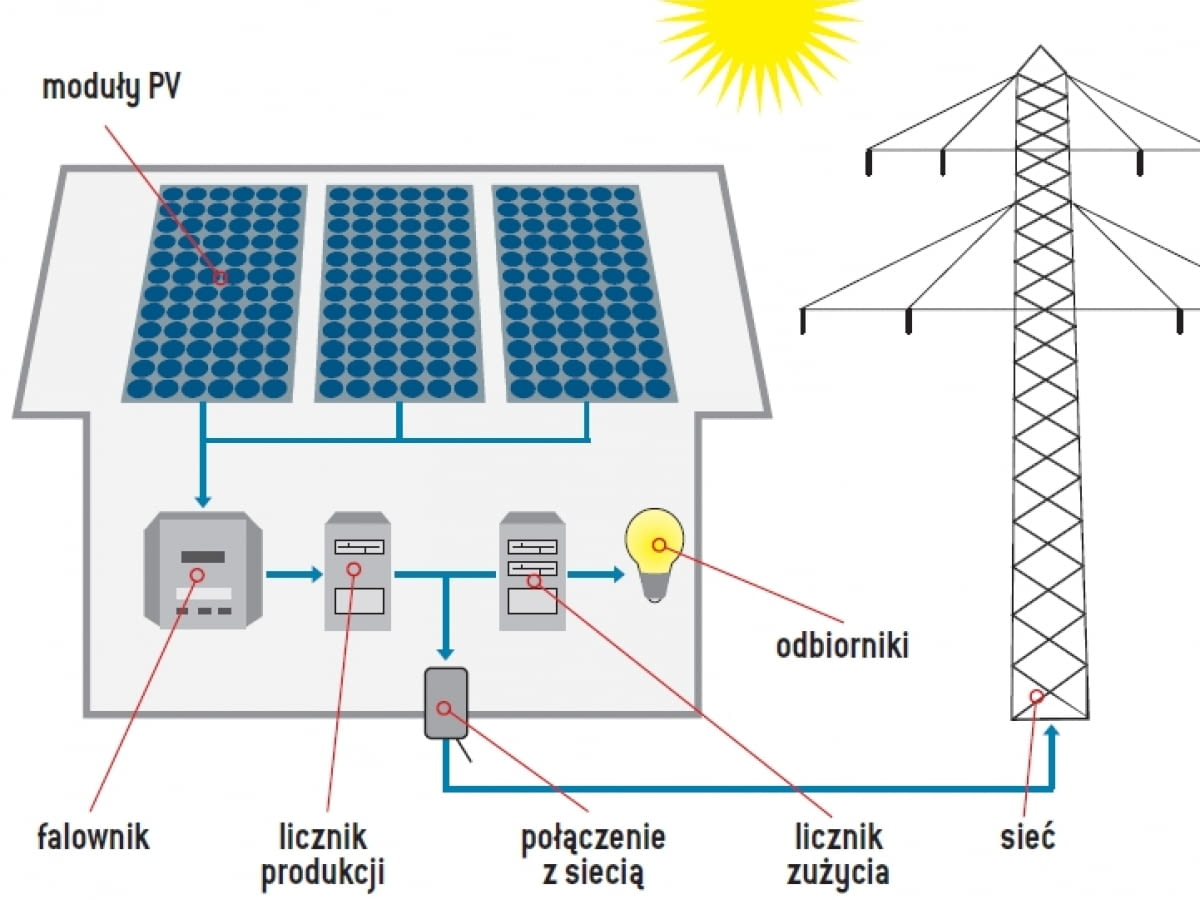 moduły PV
odbiorniki
falownik
licznik
produkcji
połączenie
z siecią
licznik
zużycia
sieć